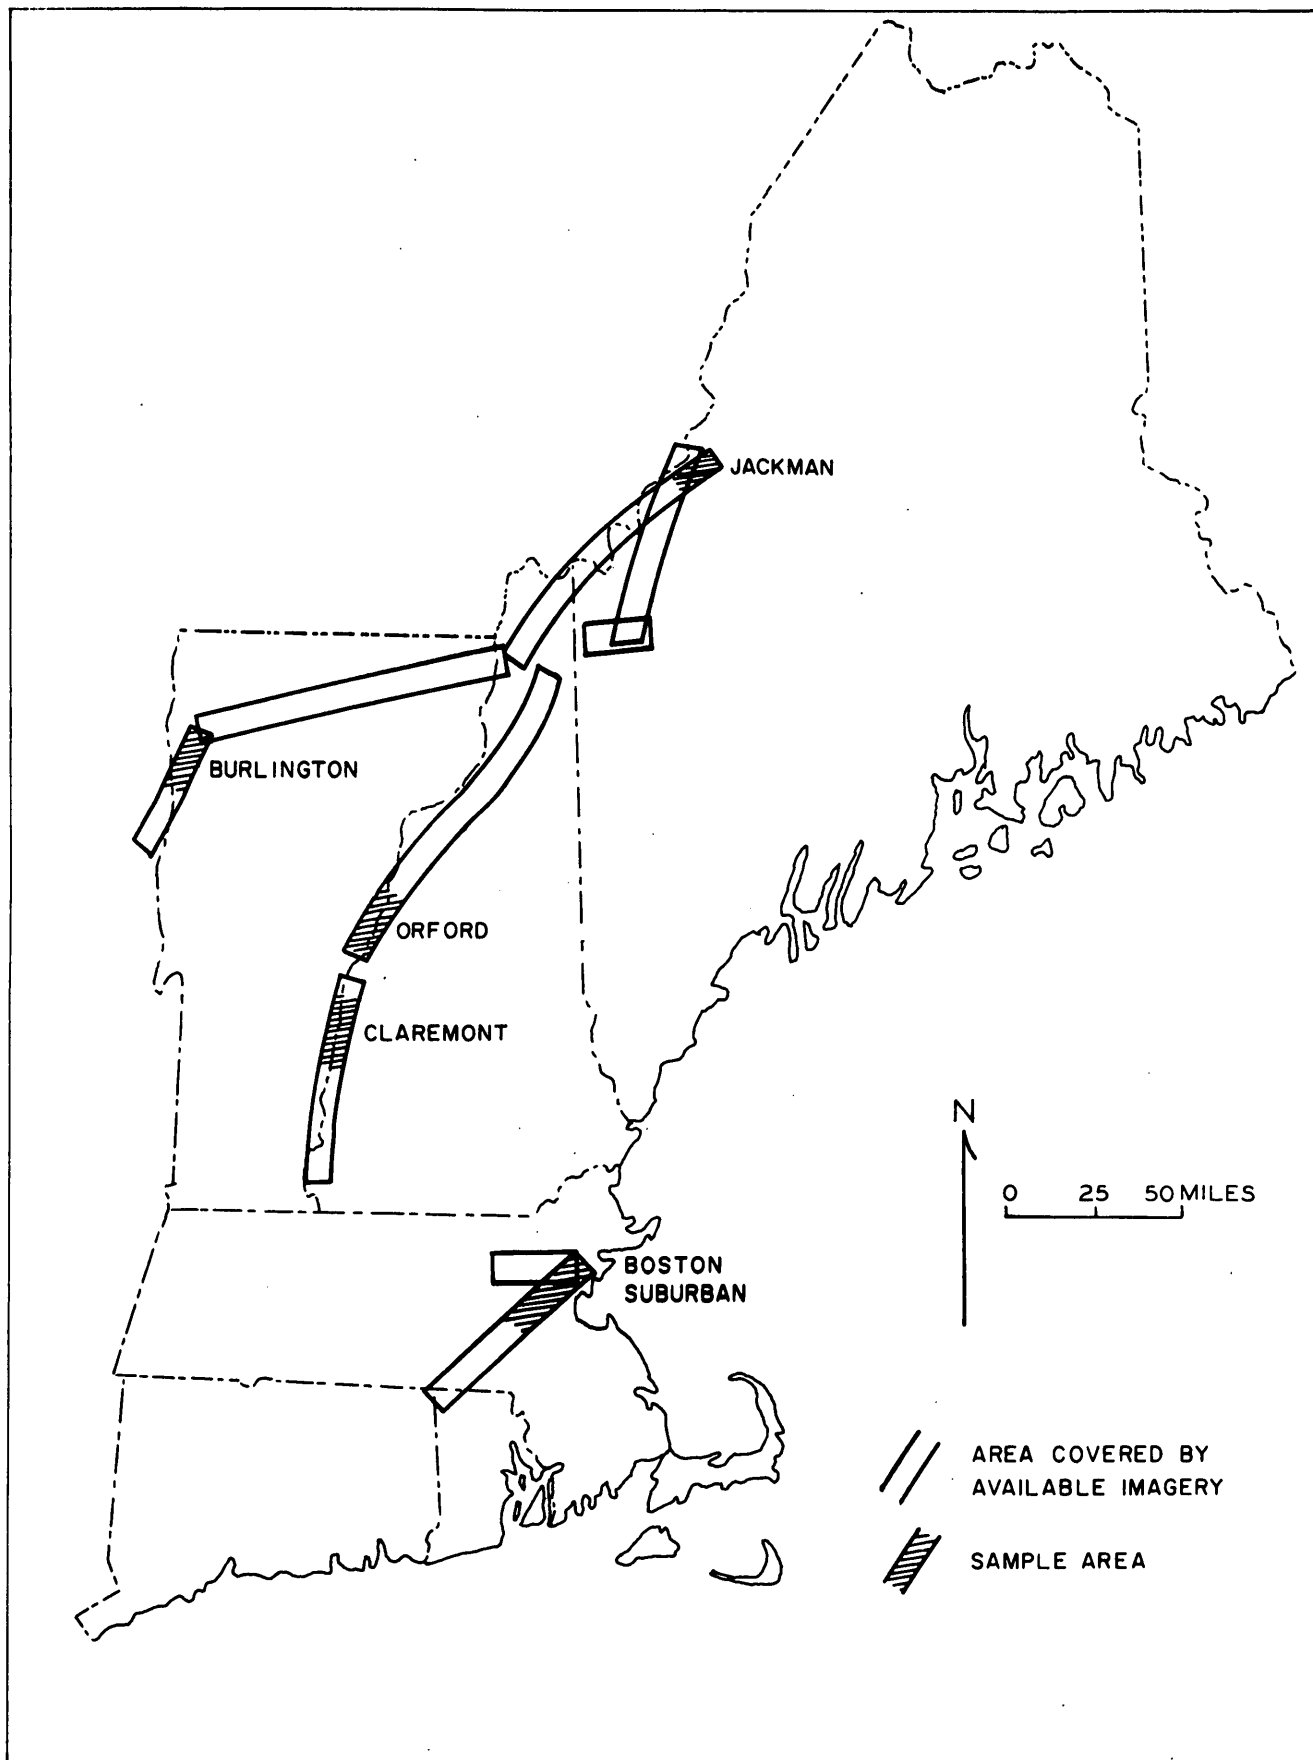 JACKMAN
BURLINGTON
ORFORD
CLAREMONT
N
0 25 50 MILES
BOSTON
SUBURBAN
AREA COVERED BY
AVAILABLE IMAGERY
SAMPLE AREA